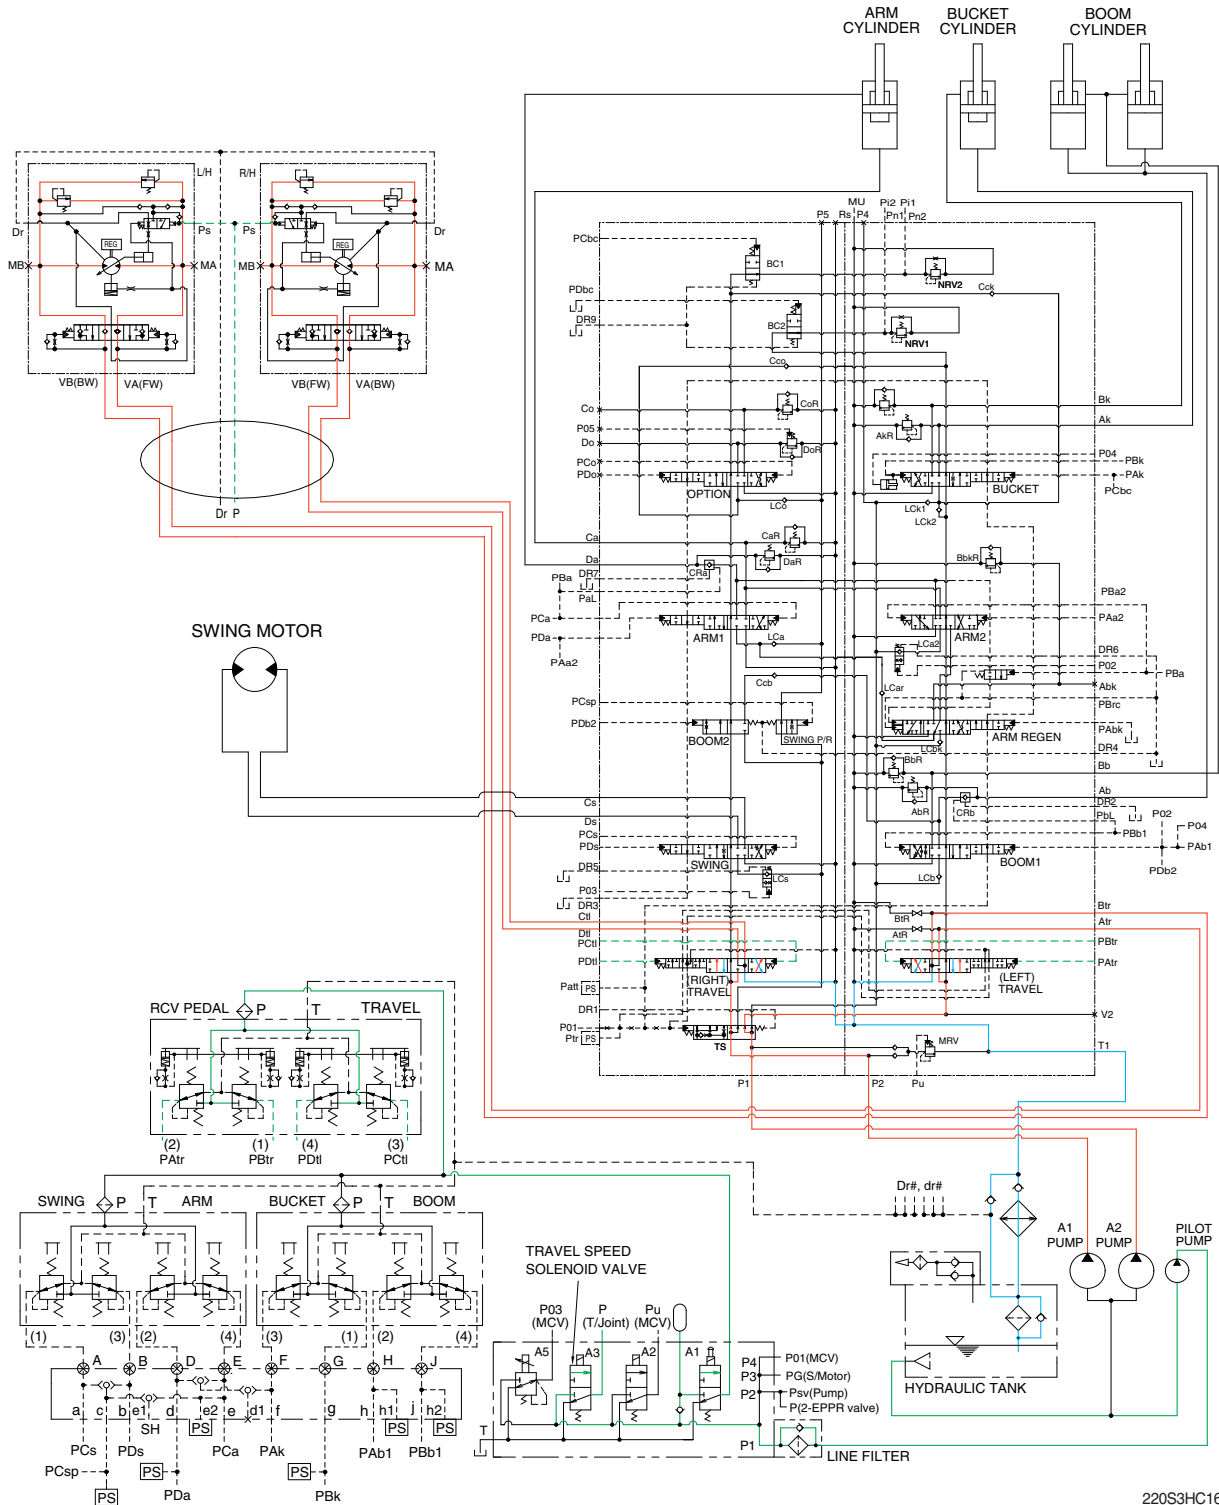 ARM
CYLINDER
BUCKET
CYLINDER
BOOM
CYLINDER
L/H
R/H
Dr
Ps
Ps
Dr
REG
REG
MB
MA
MB
MA
VB(BW)
VA(FW)
VB(FW)
VA(BW)
Dr P
MU
P5
Rs
P4
Pi2
Pi1
Pn1
Pn2
PCbc
BC1
NRV2
Cck
PDbc
DR9
BC2
NRV1
Cco
Co
CoR
Bk
P05
AkR
Ak
Do
DoR
P04
PCo
PBk
PDo
PAk
OPTION
BUCKET
PCbc
LCo
LCk1
LCk2
Ca
CaR
Da
DaR
BbkR
CRa
DR7
PBa
PaL
PBa2
PCa
PAa2
PDa
ARM1
ARM2
PAa2
LCa
LCa2
DR6
P02
PBa
Ccb
LCar
Abk
PCsp
PBrc
PDb2
PAbk
BOOM2
SWING P/R
ARM REGEN
LCbk
DR4
BbR
Bb
Ab
AbR
CRb
DR2
PbL
P02
P04
PBb1
PAb1
PDb2
SWING MOTOR
Cs
Ds
PCs
PDs
SWING
BOOM1
DR5
LCs
LCb
P03
DR3
Ctl
BtR
Btr
Atr
Dtl
AtR
PCtl
PBtr
PDtl
PAtr
(RIGHT)
TRAVEL
(LEFT)
TRAVEL
Patt
PS
DR1
P01
V2
Ptr
PS
TS
MRV
T1
P1
P2
Pu
RCV PEDAL
P
T
TRAVEL
(2)
(1)
(4)
(3)
PAtr
PBtr
PDtl
PCtl
SWING
P
T
ARM
BUCKET
P
T
BOOM
(1)
(3)
(2)
(4)
(3)
(1)
(2)
(4)
A
B
D
E
F
G
H
J
a
c
b
e1
d
e2
e
d1
f
g
h
h1
j
h2
SH
PS
PS
PS
PCs
PDs
PCa
PAk
PAb1
PBb1
PCsp
PS
PS
PDa
PBk
PS
TRAVEL SPEED
SOLENOID VALVE
P03
(MCV)
P
(T/Joint)
Pu
(MCV)
A5
A3
A2
A1
P4
P01(MCV)
P3
PG(S/Motor)
P2
Psv(Pump)
P(2-EPPR valve)
T
P1
LINE FILTER
Dr#, dr#
A1
PUMP
A2
PUMP
PILOT
PUMP
HYDRAULIC TANK